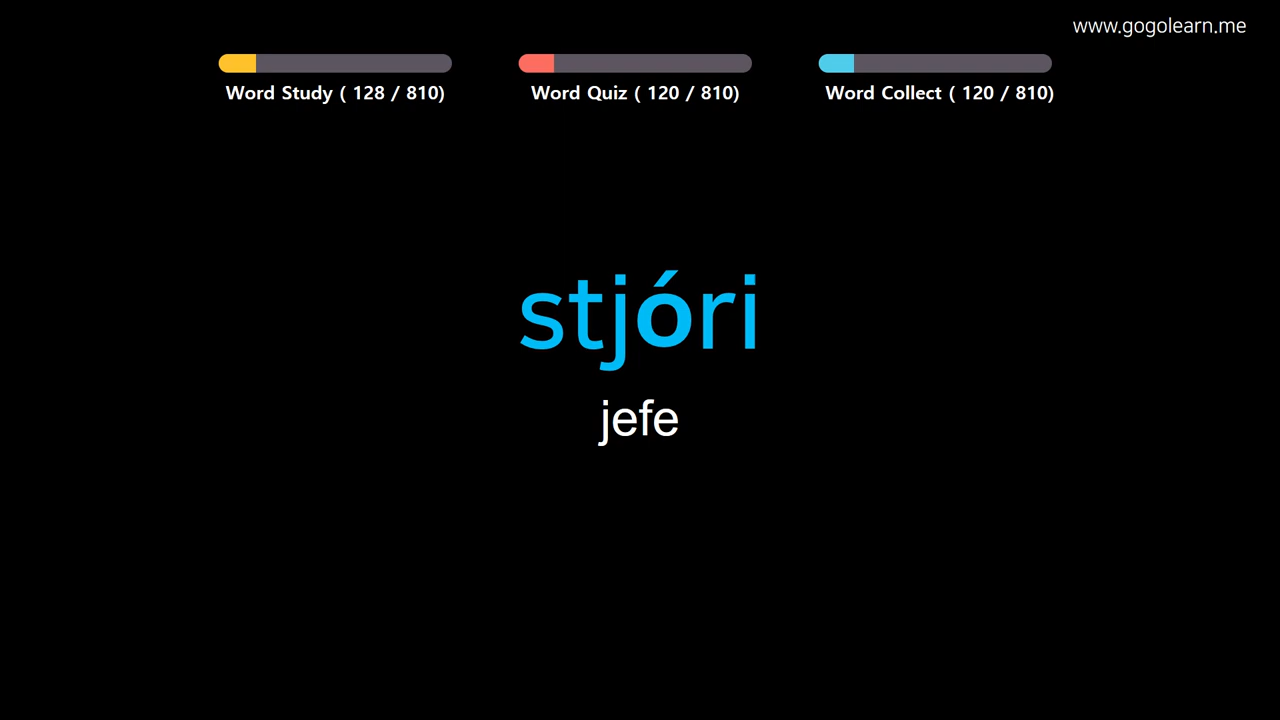 www.gogolearn.me
Word Study ( 128 / 810)
Word Quiz ( 120 / 810)
Word Collect ( 120 / 810)
stjóri
jefe